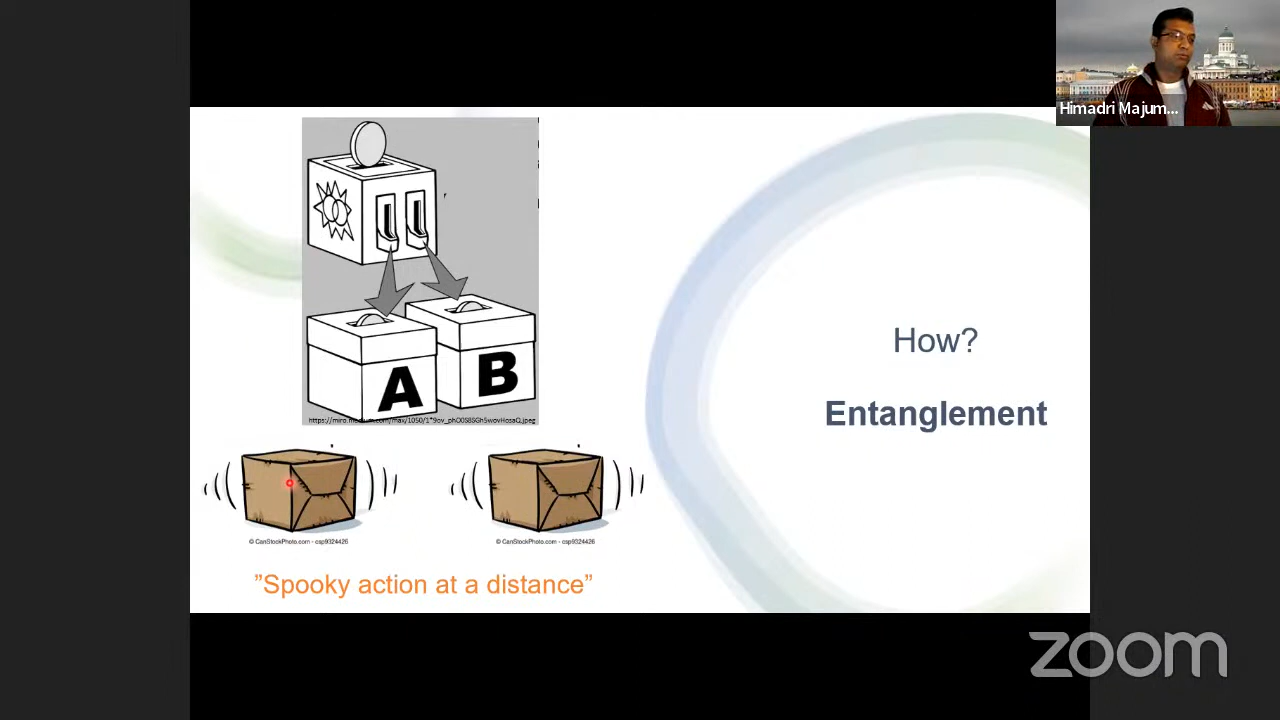 Himadri Majum...
A
B
How?
Entanglement
© CanStockPhoto.com - csp9324426
© CanStockPhoto.com - csp9324426
”Spooky action at a distance”
zoom